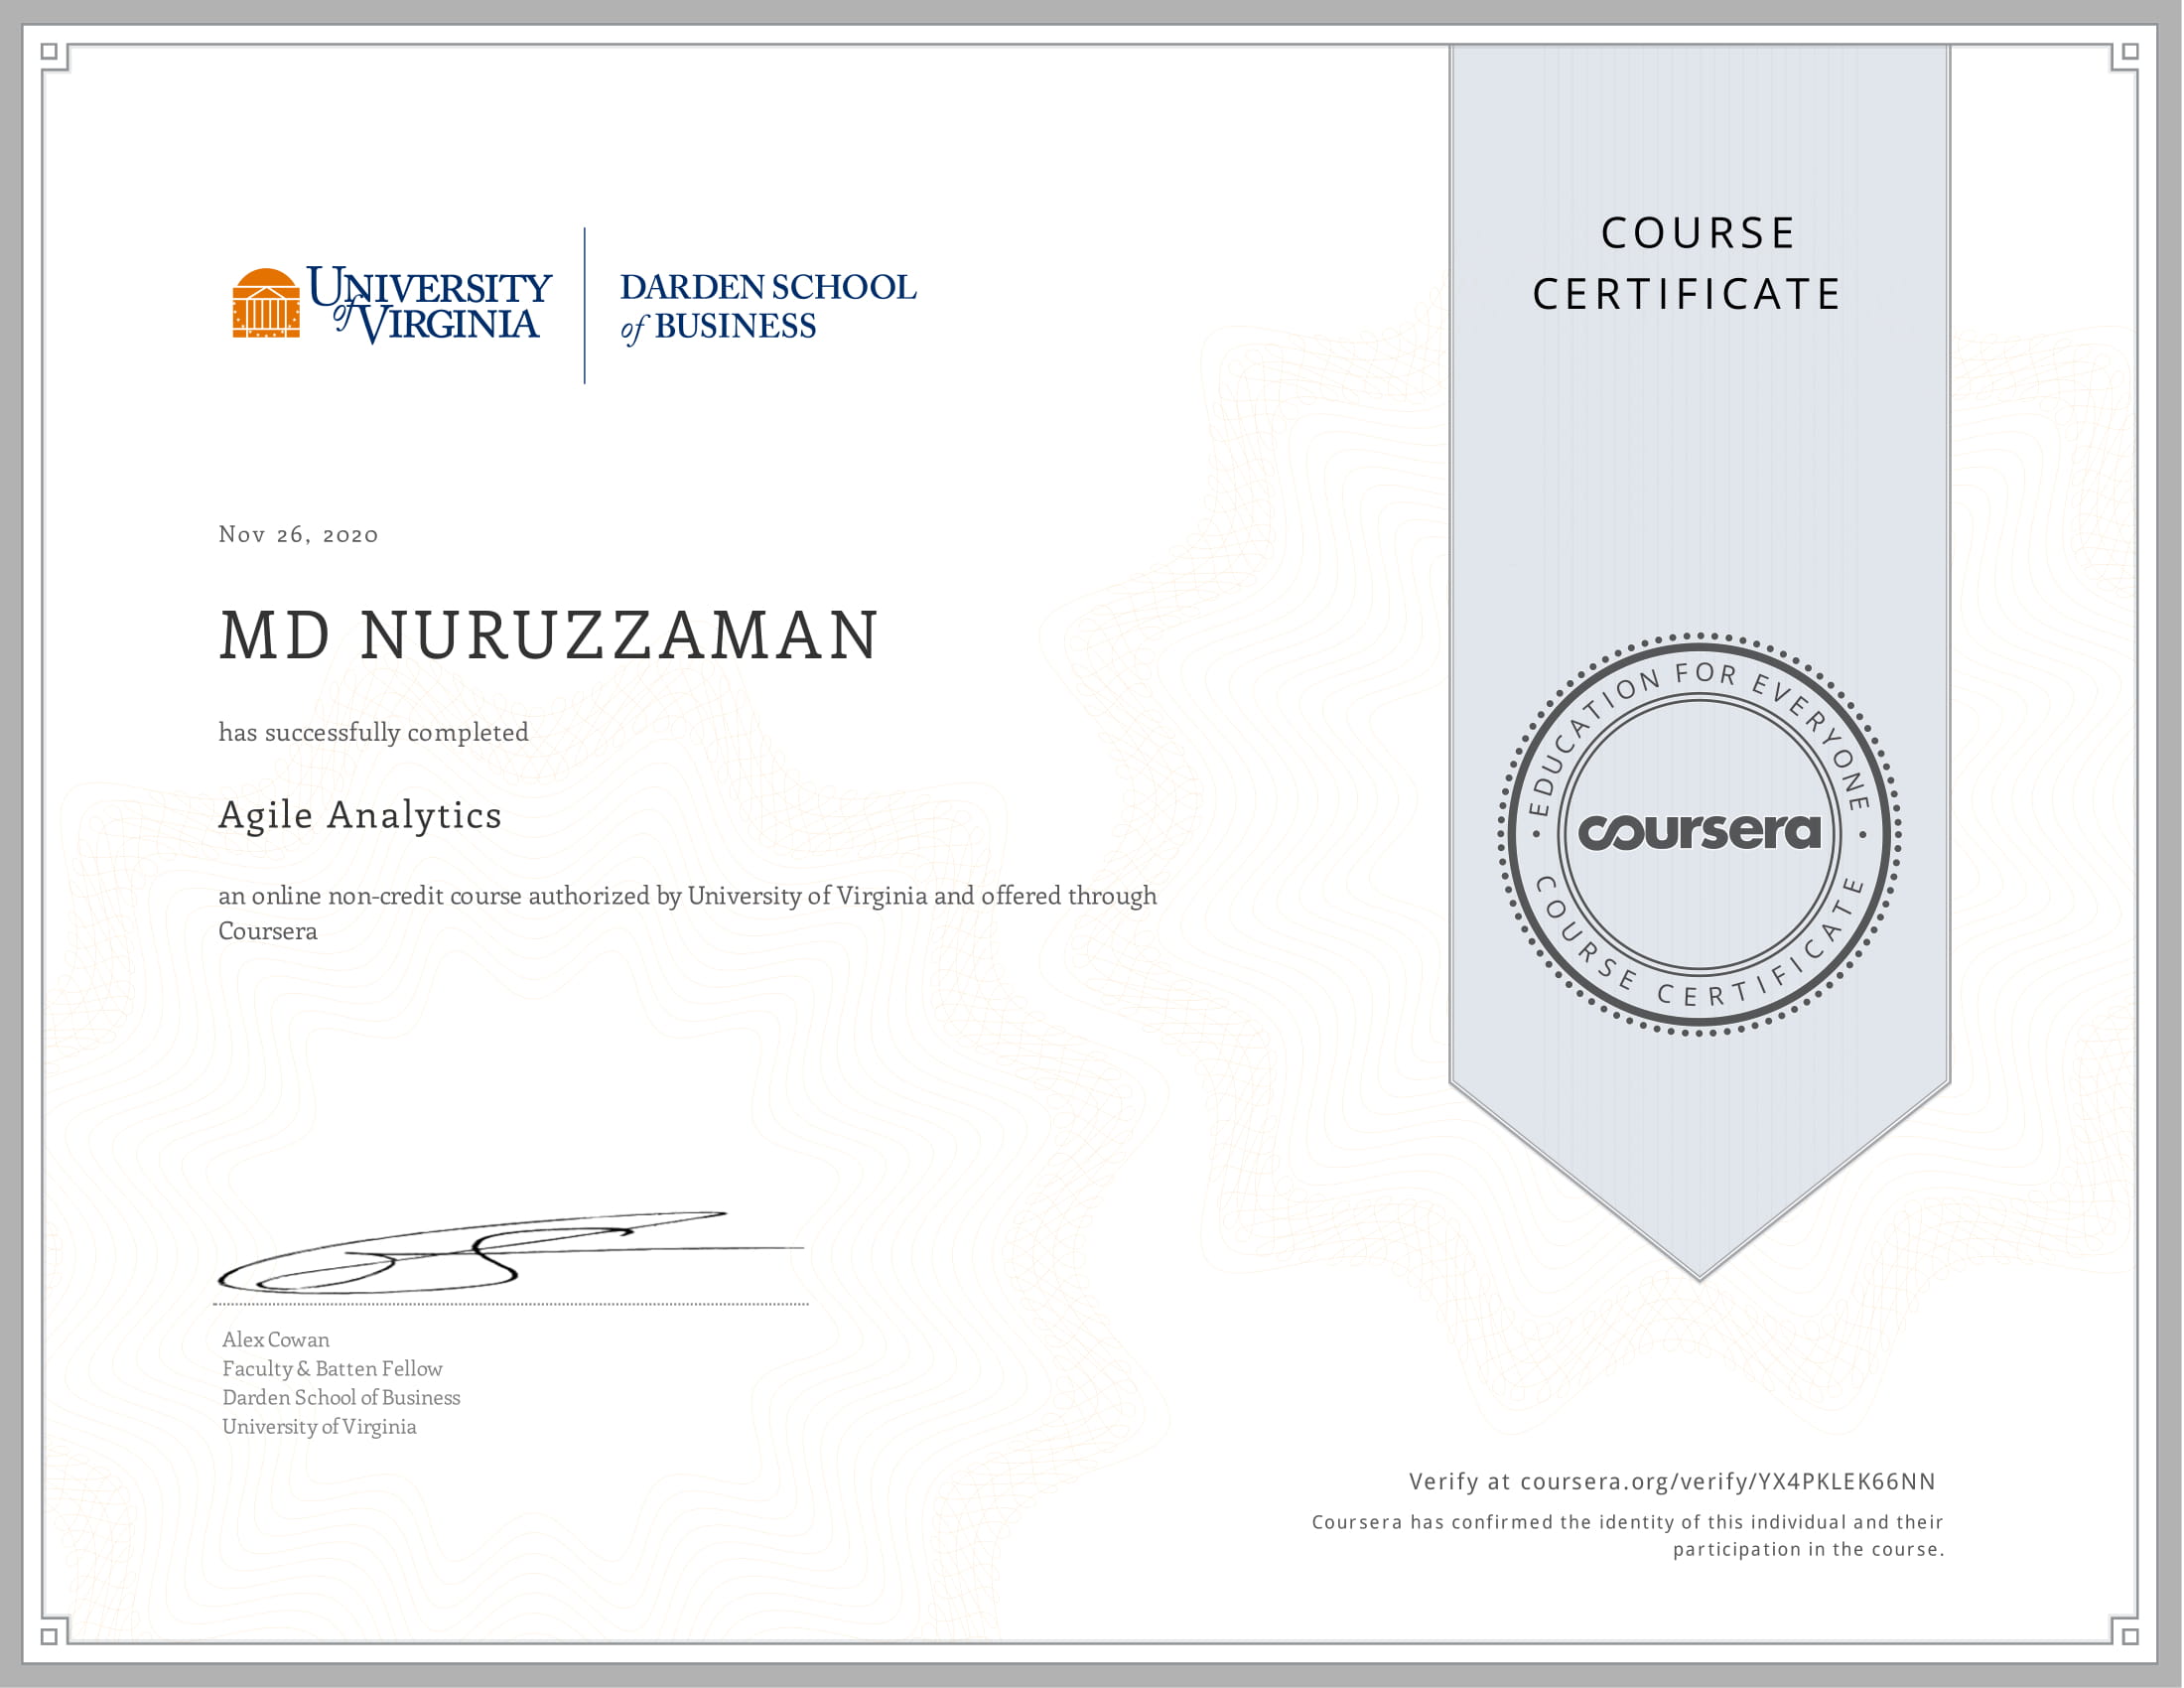 UNIVERSITY
of VIRGINIA
DARDEN SCHOOL
of BUSINESS
COURSE
CERTIFICATE
Nov 26, 2020
MD NURUZZAMAN
has successfully completed
Agile Analytics
an online non-credit course authorized by University of Virginia and offered through
Coursera
EDUCATION FOR EVERYONE
coursera
COURSE CERTIFICATE
Alex Cowan
Faculty & Batten Fellow
Darden School of Business
University of Virginia
Verify at coursera.org/verify/YX4PKLEK66NN
Coursera has confirmed the identity of this individual and their
participation in the course.